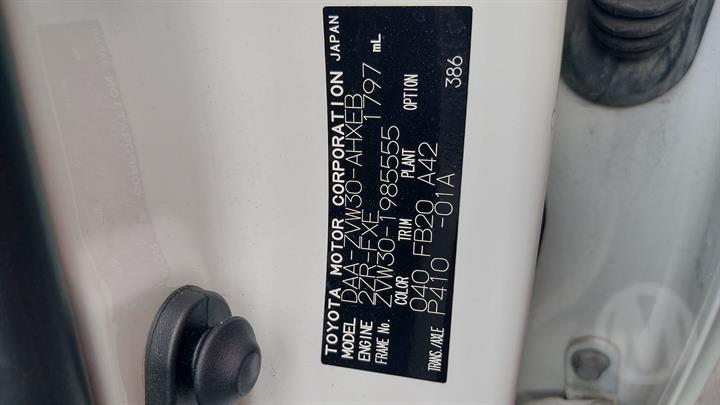 TOYOTA MOTOR CORPORATION JAPAN
MODEL DAA-ZVW30-AHXEB
ENGINE 2ZR-FXE 1797 mL
FRAME No. ZVW30-1985555
COLOR TRIM PLANT OPTION
040 FB20 A42
TRANS./AXLE P410 -01A 386